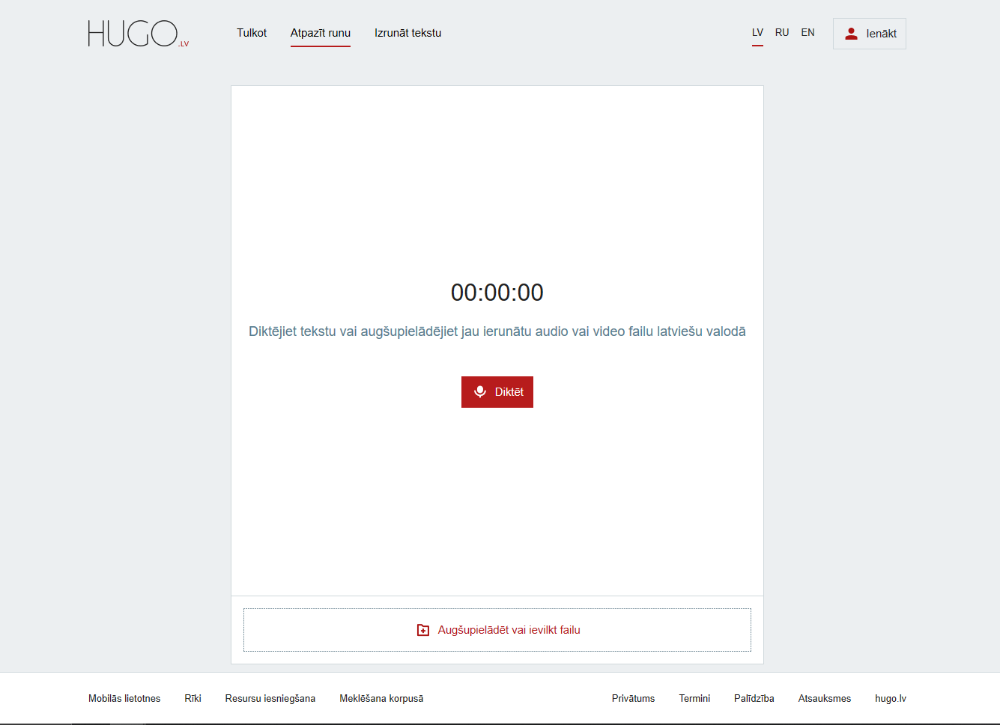 HUGO.LV
Tulkot Atpazīt runu Izrunāt tekstu
LV RU EN Ienākt
00:00:00
Diktējiet tekstu vai augšupielādējiet jau ierunātu audio vai video failu latviešu valodā
Diktēt
Augšupielādēt vai ievilkt failu
Mobilās lietotnes Rīki Resursu iesniegšana Meklēšana korpusā Privātums Termini Palīdzība Atsauksmes hugo.lv